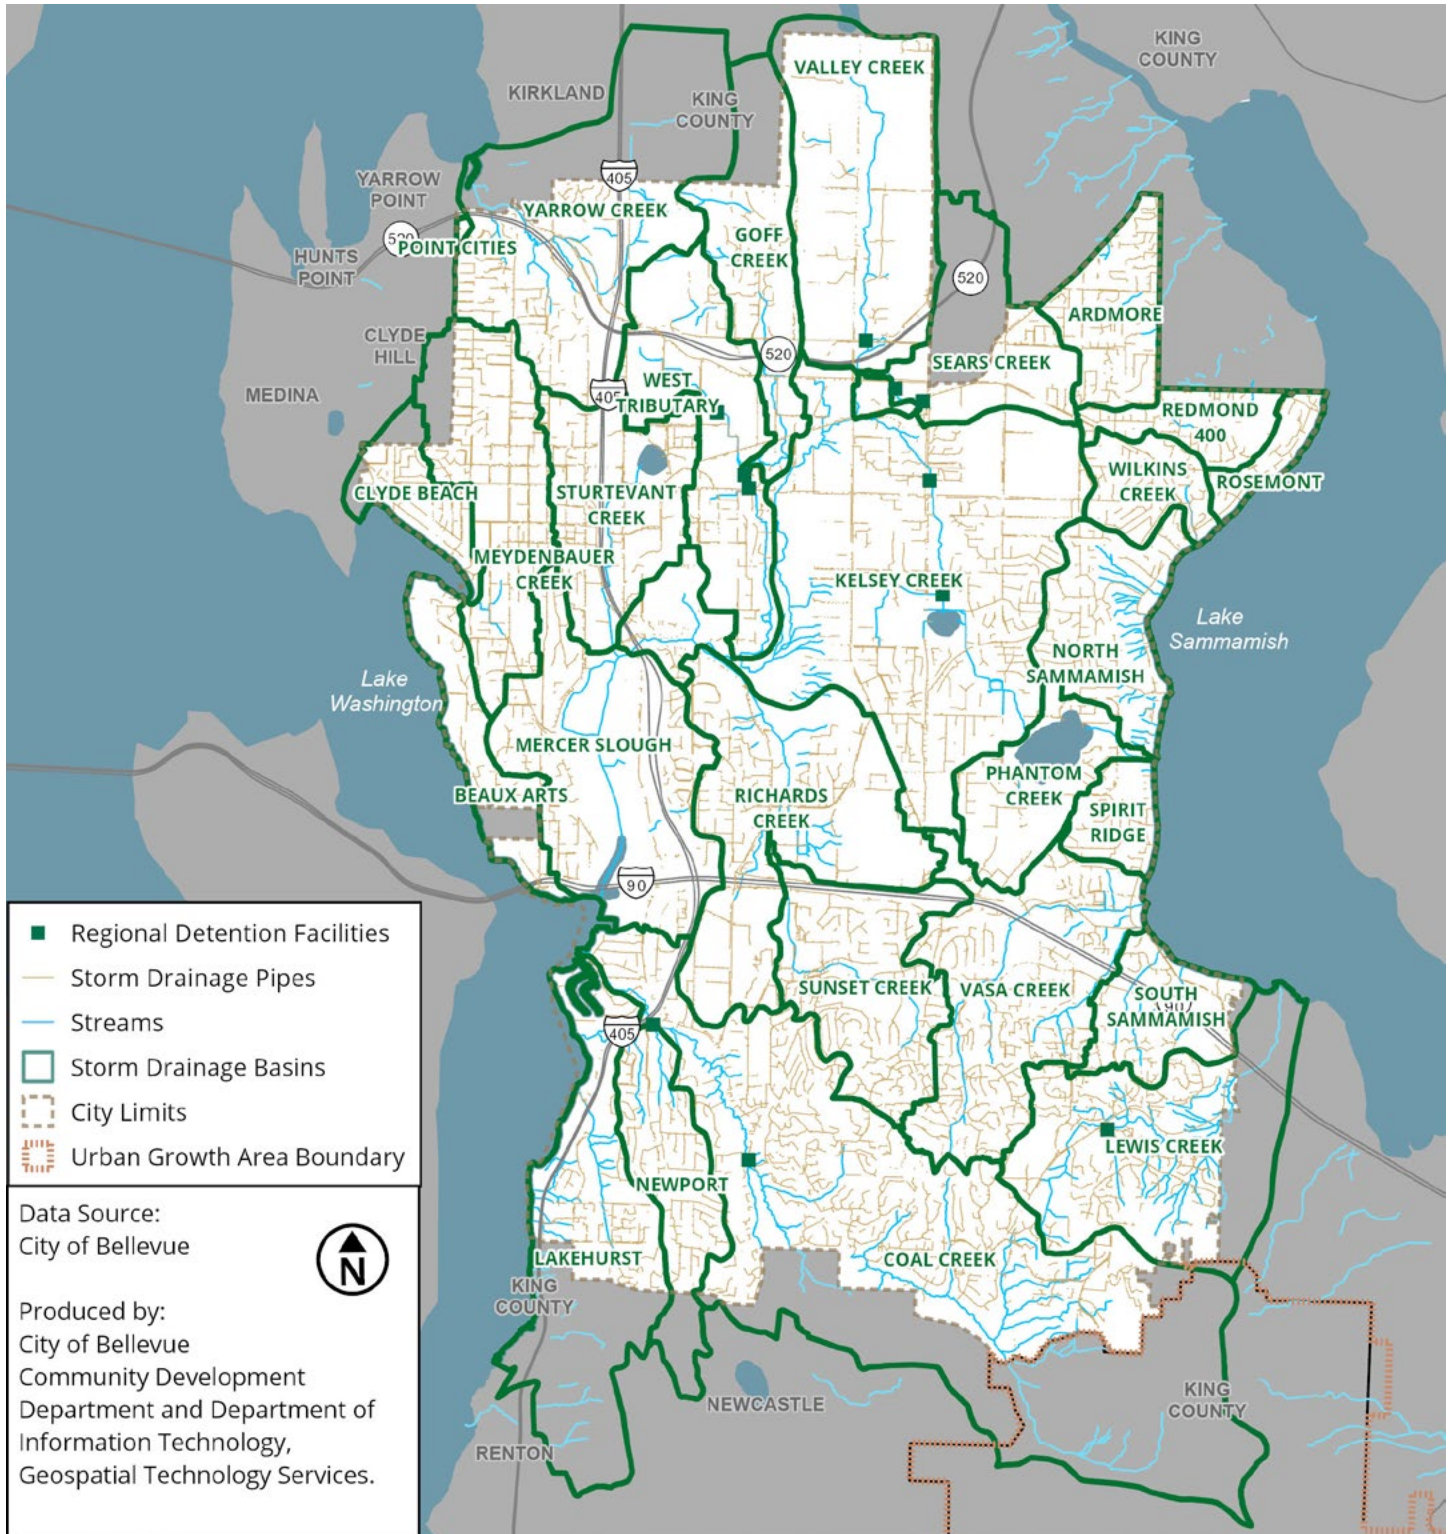 KING
COUNTY
VALLEY CREEK
KIRKLAND
KING
COUNTY
405
YARROW
POINT
YARROW CREEK
520
POINT CITIES
GOFF
CREEK
HUNTS
POINT
520
ARDMORE
CLYDE
HILL
520
SEARS CREEK
MEDINA
405
WEST
TRIBUTARY
REDMOND
400
WILKINS
CREEK
ROSEMONT
CLYDE BEACH
STURTEVANT
CREEK
MEYDENBAUER
CREEK
KELSEY CREEK
Lake
Sammamish
NORTH
SAMMAMISH
Lake
Washington
MERCER SLOUGH
PHANTOM
CREEK
BEAUX ARTS
RICHARDS
CREEK
SPIRIT
RIDGE
90
SUNSET CREEK
VASA CREEK
SOUTH
SAMMAMISH
90
405
LEWIS CREEK
NEWPORT
LAKEHURST
COAL CREEK
KING
COUNTY
NEWCASTLE
KING
COUNTY
RENTON
Regional Detention Facilities
Storm Drainage Pipes
Streams
Storm Drainage Basins
City Limits
Urban Growth Area Boundary
Data Source:
City of Bellevue
N
Produced by:
City of Bellevue
Community Development
Department and Department of
Information Technology,
Geospatial Technology Services.